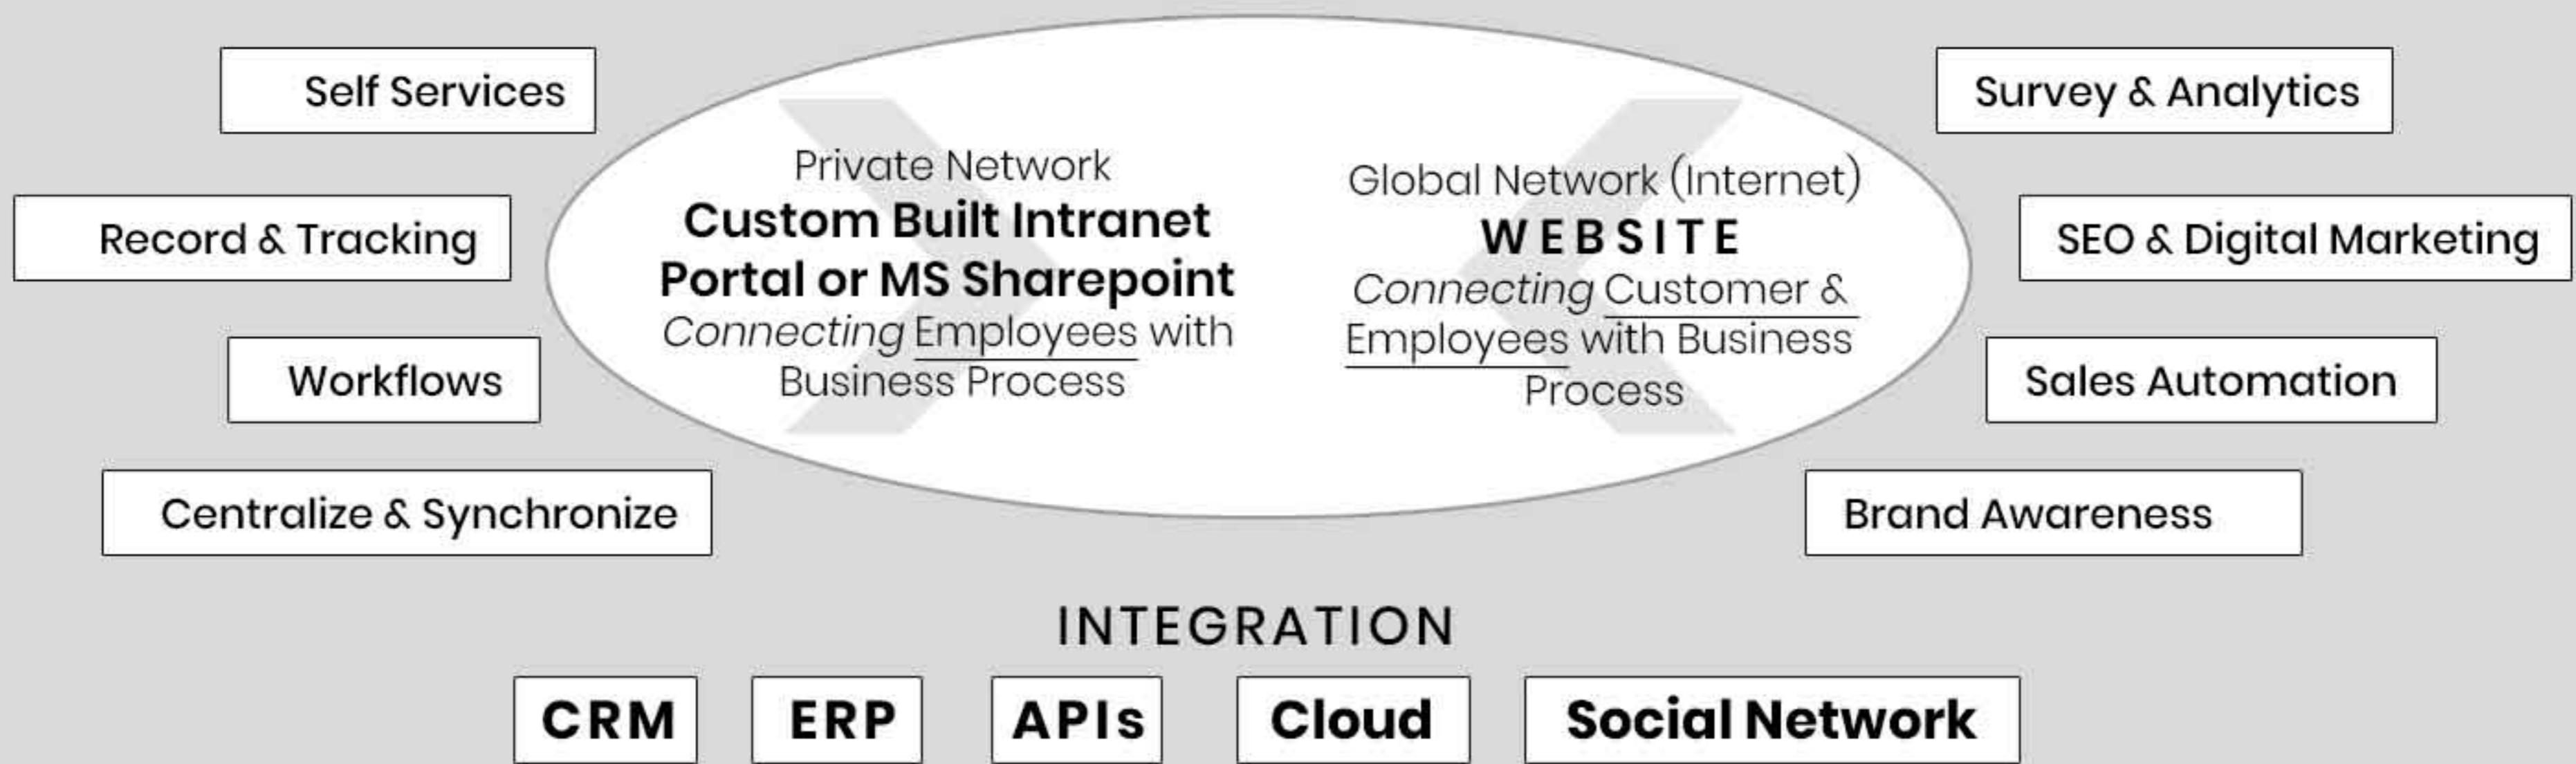 Self Services
Record & Tracking
Workflows
Centralize & Synchronize
Private Network
Custom Built Intranet
Portal or MS Sharepoint
Connecting Employees with
Business Process
Global Network (Internet)
WEBSITE
Connecting Customer &
Employees with Business
Process
Survey & Analytics
SEO & Digital Marketing
Sales Automation
Brand Awareness
INTEGRATION
CRM
ERP
APIs
Cloud
Social Network